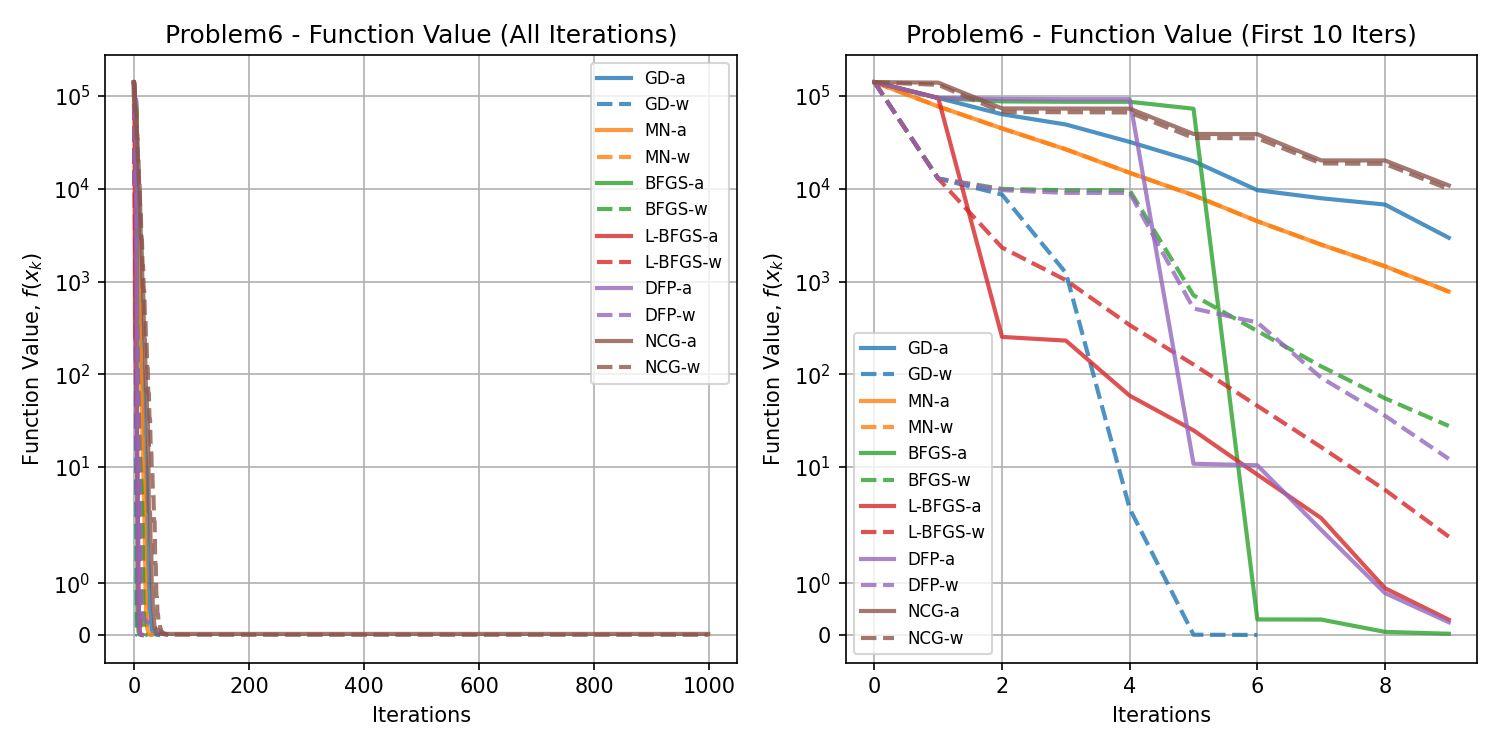 Problem6 - Function Value (All Iterations)
Function Value, f(x_k)
10^5
10^4
10^3
10^2
10^1
10^0
0
GD-a
GD-w
MN-a
MN-w
BFGS-a
BFGS-w
L-BFGS-a
L-BFGS-w
DFP-a
DFP-w
NCG-a
NCG-w
0 200 400 600 800 1000
Iterations
Problem6 - Function Value (First 10 Iters)
Function Value, f(x_k)
10^5
10^4
10^3
10^2
10^1
10^0
0
GD-a
GD-w
MN-a
MN-w
BFGS-a
BFGS-w
L-BFGS-a
L-BFGS-w
DFP-a
DFP-w
NCG-a
NCG-w
0 2 4 6 8
Iterations